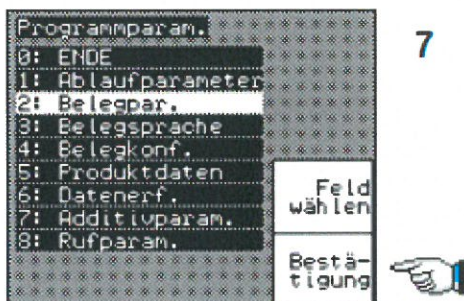 Programmparam.
7
0: ENDE
1: Ablaufparameter
2: Belegpar.
3: Belegsprache
4: Belegkonf.
5: Produktdaten
6: Datenerf.
7: Additivparam.
8: Rufparam.
Feld
wählen
Bestä-
tigung